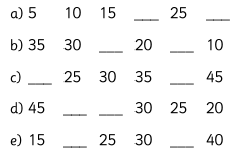 a) 5 10 15 ___ 25 ___
b) 35 30 ___ 20 ___ 10
c) ___ 25 30 35 ___ 45
d) 45 ___ ___ 30 25 20
e) 15 ___ 25 30 ___ 40